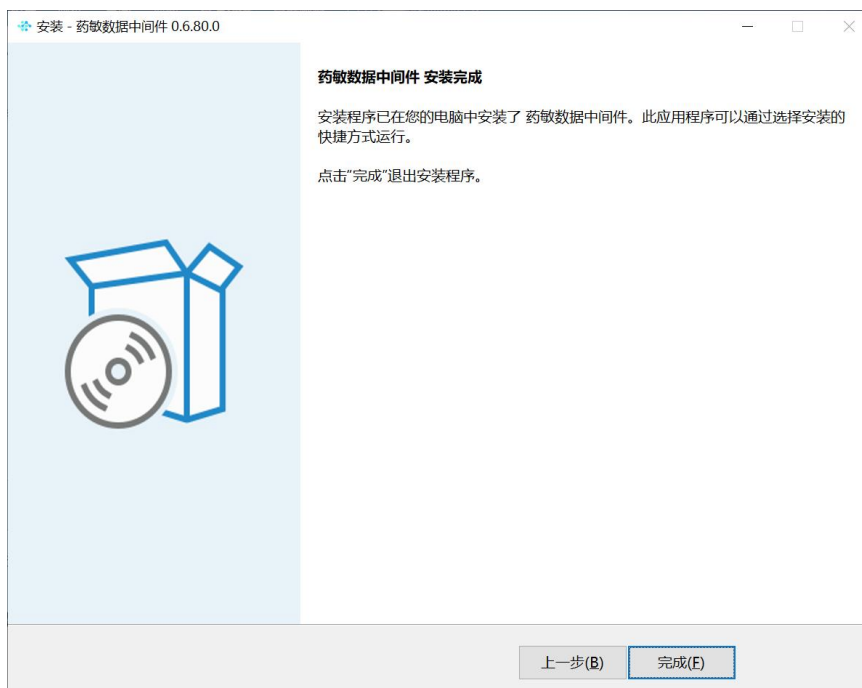 安装 - 药敏数据中间件 0.6.80.0
药敏数据中间件 安装完成
安装程序已在您的电脑中安装了 药敏数据中间件。此应用程序可以通过选择安装的
快捷方式运行。
点击"完成"退出安装程序。
上一步(B)
完成(F)